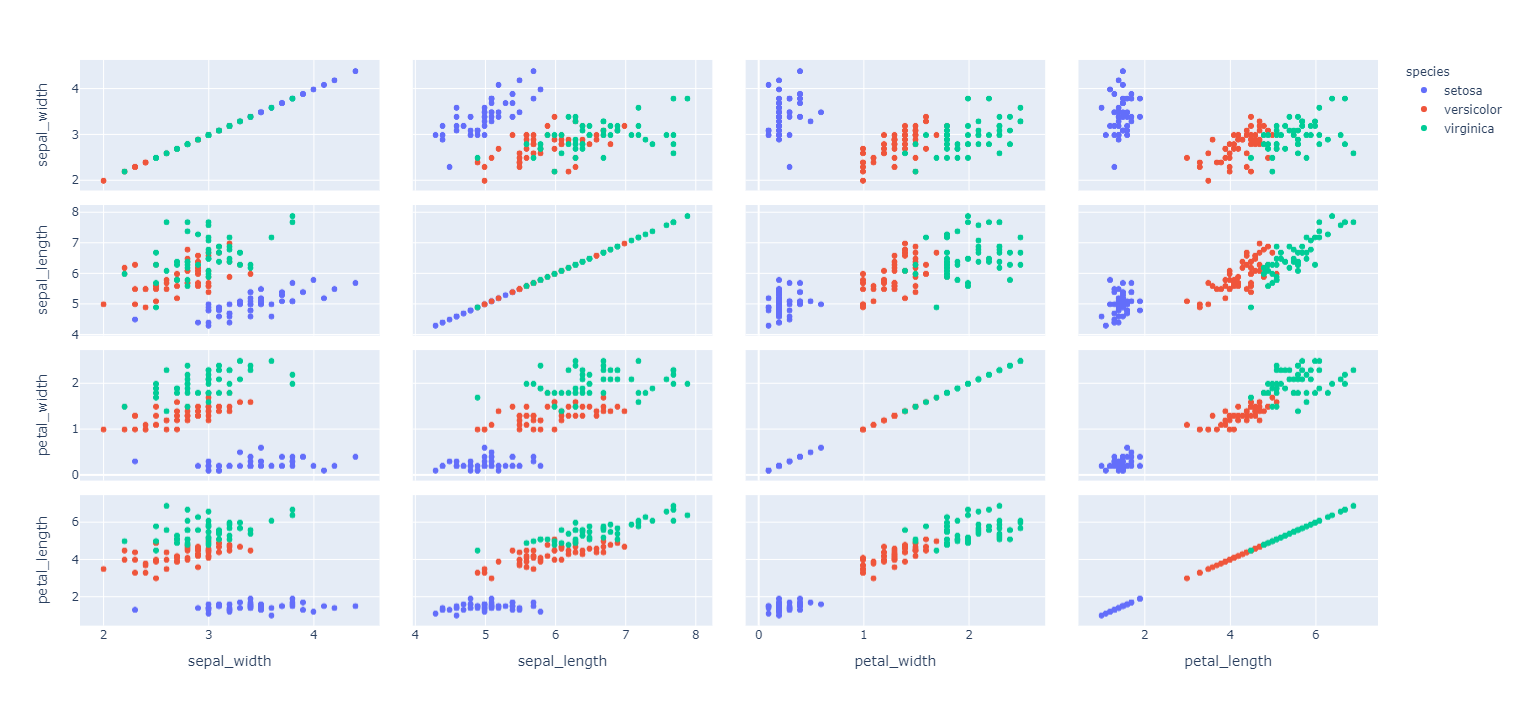 species
setosa
versicolor
virginica
sepal_width
4
3
2
sepal_length
8
7
6
5
4
petal_width
2
1
0
petal_length
6
4
2
2 3 4 4 5 6 7 8 0 1 2 2 4 6
sepal_width sepal_length petal_width petal_length